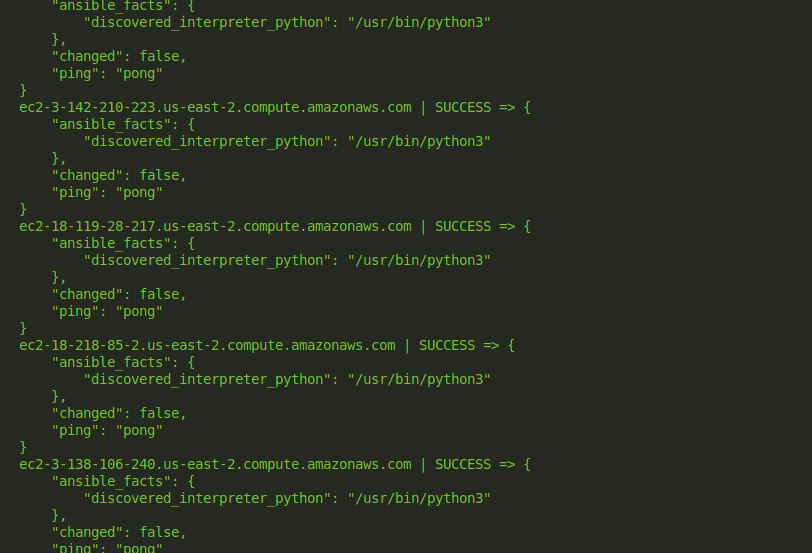 "ansible_facts": {
"discovered_interpreter_python": "/usr/bin/python3"
},
"changed": false,
"ping": "pong"
}
ec2-3-142-210-223.us-east-2.compute.amazonaws.com | SUCCESS => {
"ansible_facts": {
"discovered_interpreter_python": "/usr/bin/python3"
},
"changed": false,
"ping": "pong"
}
ec2-18-119-28-217.us-east-2.compute.amazonaws.com | SUCCESS => {
"ansible_facts": {
"discovered_interpreter_python": "/usr/bin/python3"
},
"changed": false,
"ping": "pong"
}
ec2-18-218-85-2.us-east-2.compute.amazonaws.com | SUCCESS => {
"ansible_facts": {
"discovered_interpreter_python": "/usr/bin/python3"
},
"changed": false,
"ping": "pong"
}
ec2-3-138-106-240.us-east-2.compute.amazonaws.com | SUCCESS => {
"ansible_facts": {
"discovered_interpreter_python": "/usr/bin/python3"
},
"changed": false,
"ping": "pong"